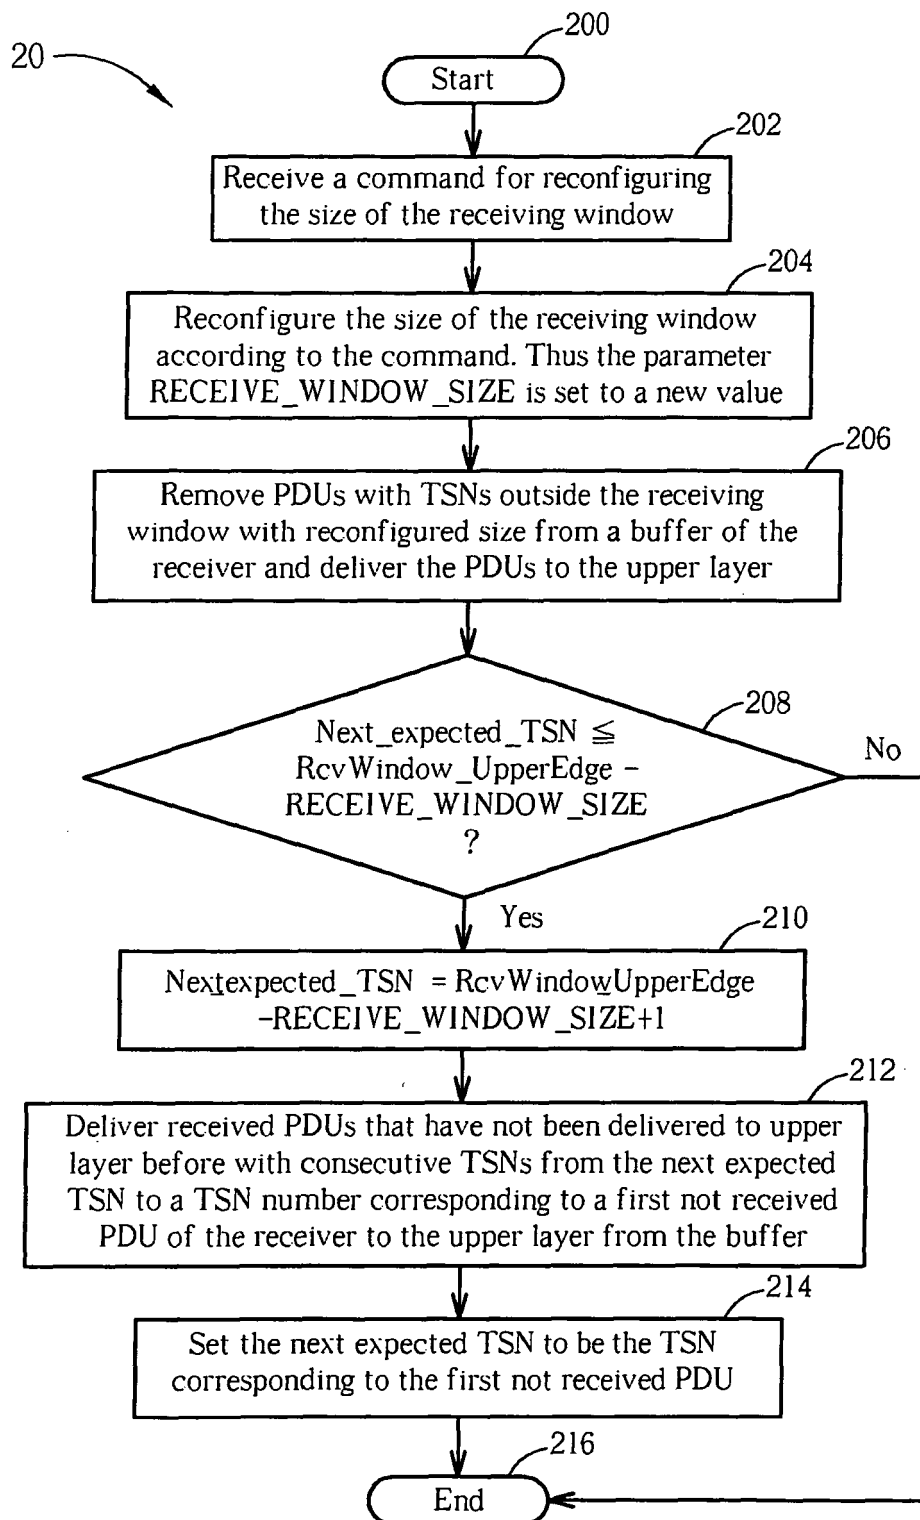 20
200
Start
202
Receive a command for reconfiguring
the size of the receiving window
204
Reconfigure the size of the receiving window
according to the command. Thus the parameter
RECEIVE_WINDOW_SIZE is set to a new value
206
Remove PDUs with TSNs outside the receiving
window with reconfigured size from a buffer of the
receiver and deliver the PDUs to the upper layer
208
Next_expected_TSN ≦
RcvWindow_UpperEdge -
RECEIVE_WINDOW_SIZE
?
No
Yes
210
Next_expected_TSN = RcvWindow_UpperEdge
-RECEIVE_WINDOW_SIZE+1
212
Deliver received PDUs that have not been delivered to upper
layer before with consecutive TSNs from the next expected
TSN to a TSN number corresponding to a first not received
PDU of the receiver to the upper layer from the buffer
214
Set the next expected TSN to be the TSN
corresponding to the first not received PDU
216
End